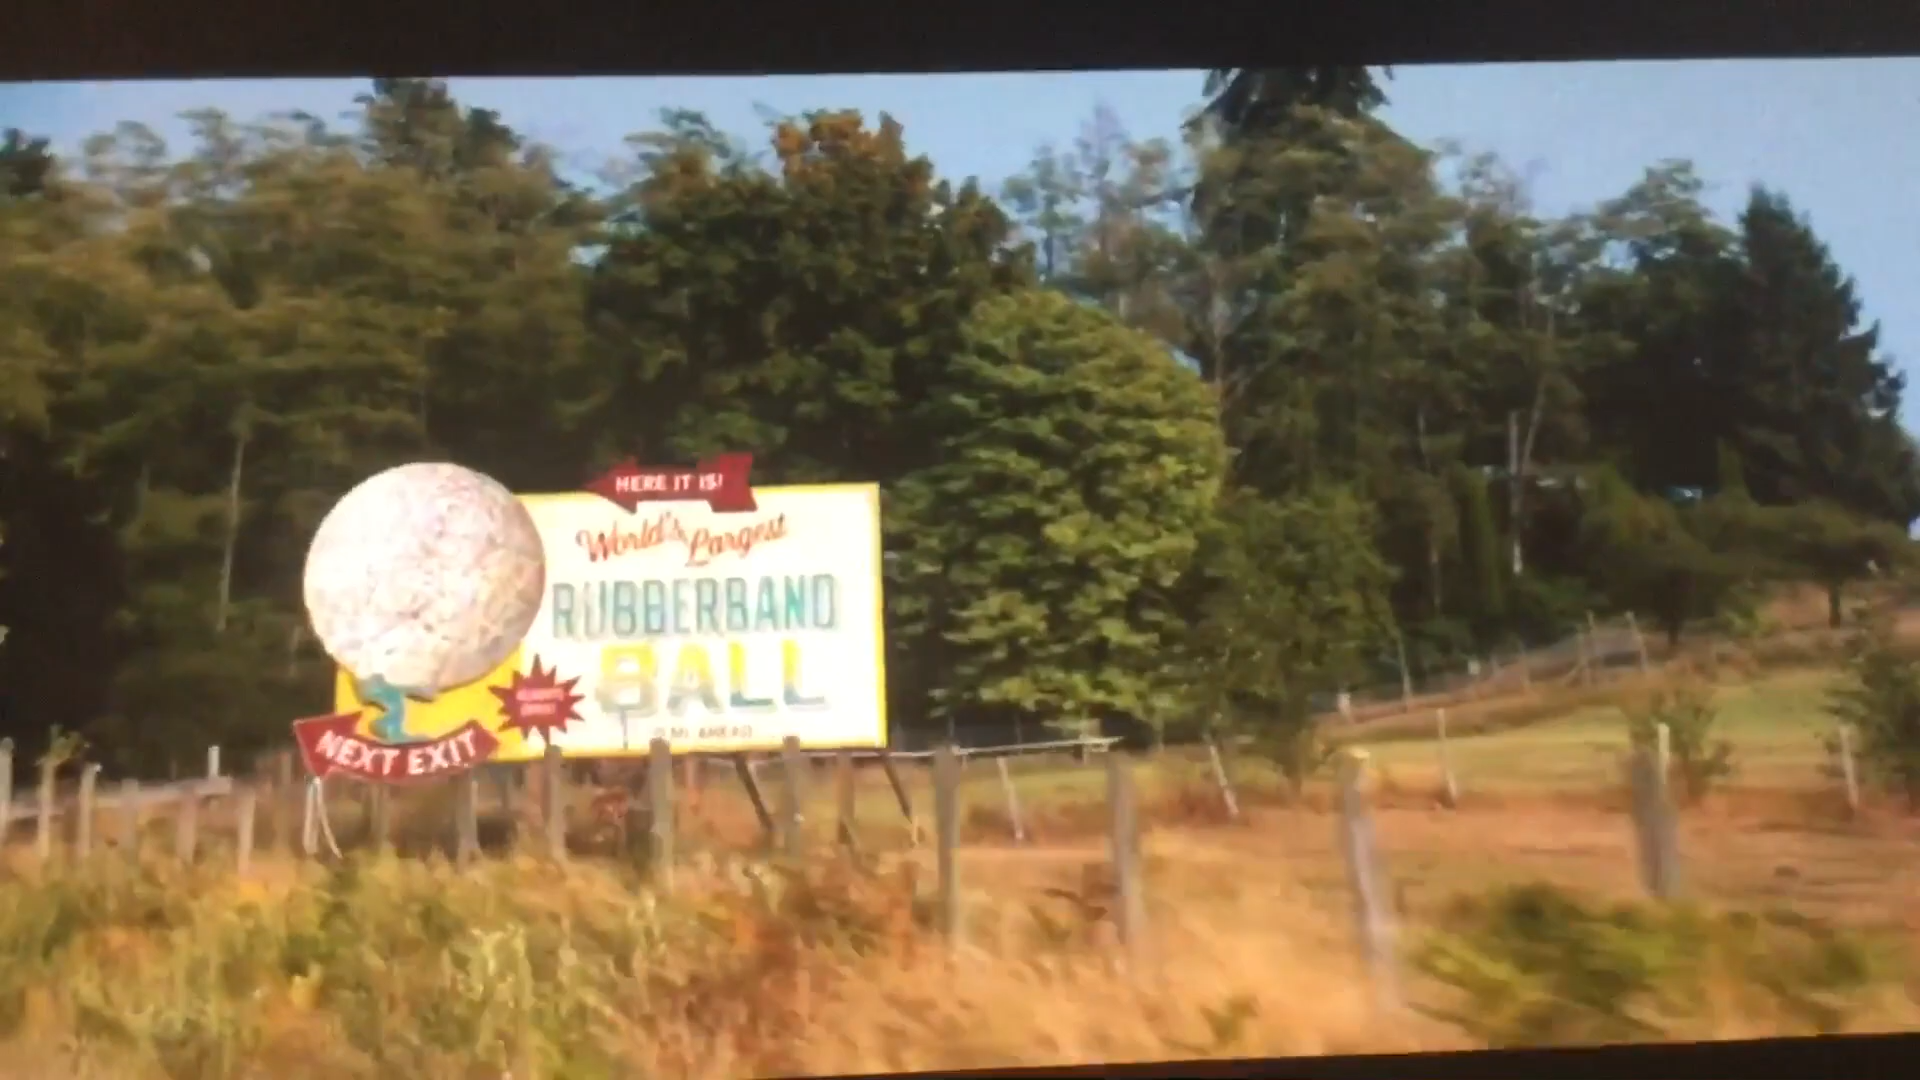 HERE IT IS!
World's Largest
RUBBERBAND
BALL
NEXT EXIT